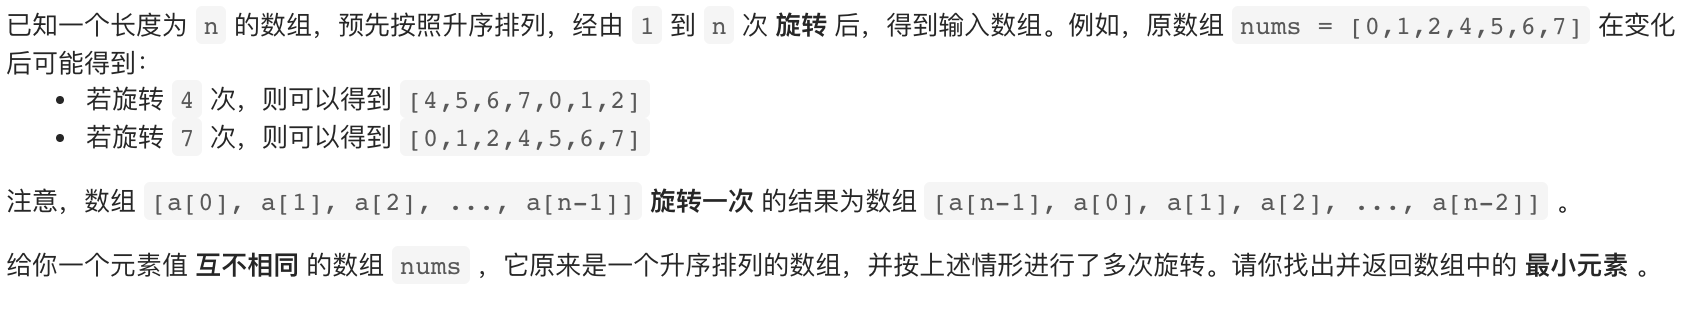 已知一个长度为 n 的数组，预先按照升序排列，经由 1 到 n 次 旋转 后，得到输入数组。例如，原数组 nums = [0,1,2,4,5,6,7] 在变化
后可能得到：
• 若旋转 4 次，则可以得到 [4,5,6,7,0,1,2]
• 若旋转 7 次，则可以得到 [0,1,2,4,5,6,7]
注意，数组 [a[0], a[1], a[2], ..., a[n-1]] 旋转一次 的结果为数组 [a[n-1], a[0], a[1], a[2], ..., a[n-2]] 。
给你一个元素值 互不相同 的数组 nums ，它原来是一个升序排列的数组，并按上述情形进行了多次旋转。请你找出并返回数组中的 最小元素 。